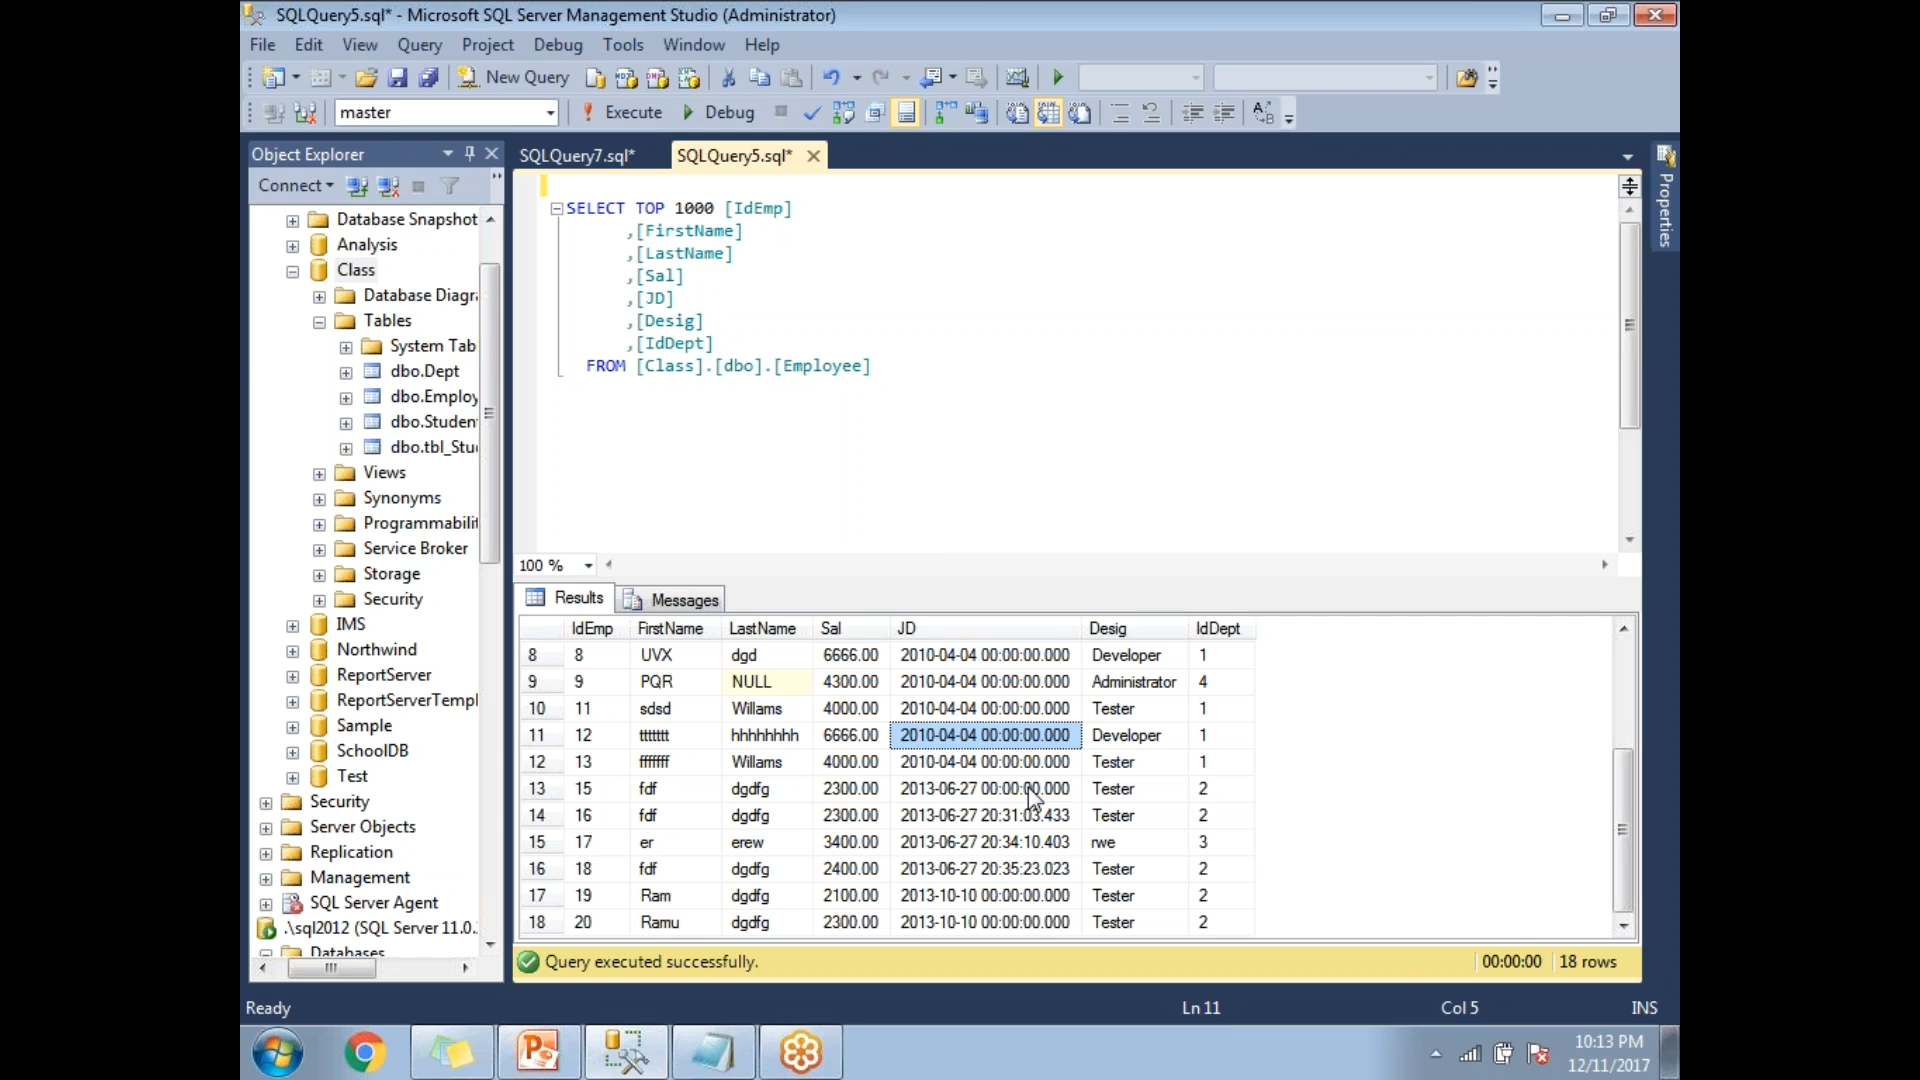 SQLQuery5.sql* - Microsoft SQL Server Management Studio (Administrator)
File Edit View Query Project Debug Tools Window Help
New Query
master Execute Debug
Object Explorer
Connect
Database Snapshot
Analysis
Class
Database Diagra
Tables
System Tab
dbo.Dept
dbo.Employ
dbo.Studen
dbo.tbl_Stu
Views
Synonyms
Programmabilit
Service Broker
Storage
Security
IMS
Northwind
ReportServer
ReportServerTempl
Sample
SchoolDB
Test
Security
Server Objects
Replication
Management
SQL Server Agent
.\sql2012 (SQL Server 11.0.
Databases
SQLQuery7.sql* SQLQuery5.sql*
SELECT TOP 1000 [IdEmp]
,[FirstName]
,[LastName]
,[Sal]
,[JD]
,[Desig]
,[IdDept]
FROM [Class].[dbo].[Employee]
100 %
Results Messages
IdEmp FirstName LastName Sal JD Desig IdDept
8 8 UVX dgd 6666.00 2010-04-04 00:00:00.000 Developer 1
9 9 PQR NULL 4300.00 2010-04-04 00:00:00.000 Administrator 4
10 11 sdsd Willams 4000.00 2010-04-04 00:00:00.000 Tester 1
11 12 ttttttt hhhhhhhh 6666.00 2010-04-04 00:00:00.000 Developer 1
12 13 fffffff Willams 4000.00 2010-04-04 00:00:00.000 Tester 1
13 15 fdf dgdfg 2300.00 2013-06-27 00:00:00.000 Tester 2
14 16 fdf dgdfg 2300.00 2013-06-27 20:31:03.433 Tester 2
15 17 er erew 3400.00 2013-06-27 20:34:10.403 rwe 3
16 18 fdf dgdfg 2400.00 2013-06-27 20:35:23.023 Tester 2
17 19 Ram dgdfg 2100.00 2013-10-10 00:00:00.000 Tester 2
18 20 Ramu dgdfg 2300.00 2013-10-10 00:00:00.000 Tester 2
Query executed successfully. 00:00:00 18 rows
Properties
Ready Ln 11 Col 5 INS
10:13 PM
12/11/2017